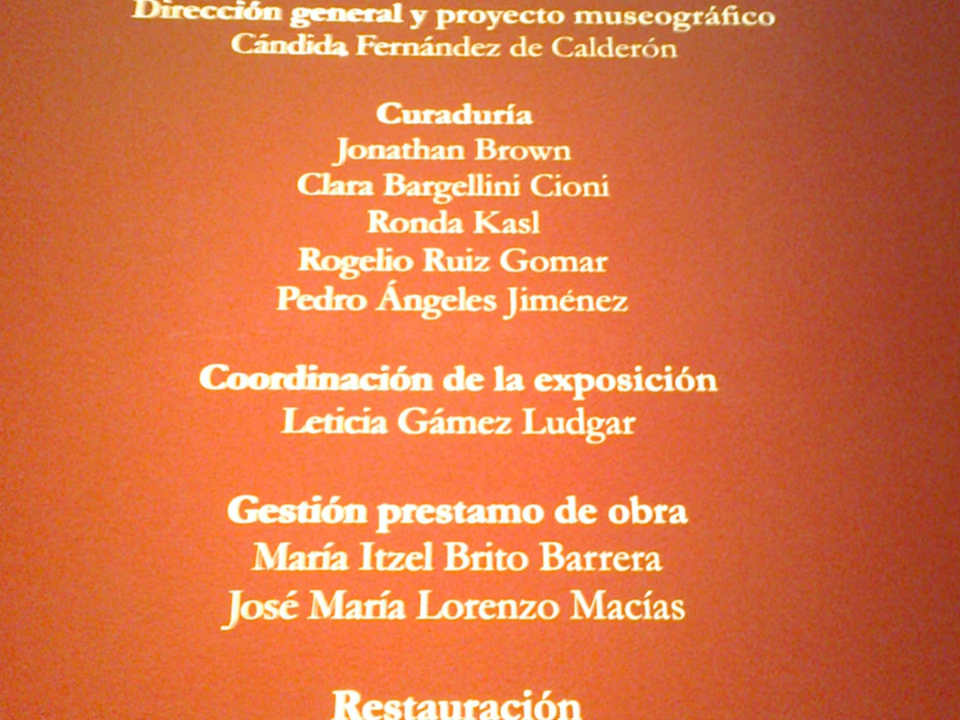 Dirección general y proyecto museográfico
Cándida Fernández de Calderón
Curaduría
Jonathan Brown
Clara Bargellini Cioni
Ronda Kasl
Rogelio Ruiz Gomar
Pedro Ángeles Jiménez
Coordinación de la exposición
Leticia Gámez Ludgar
Gestión prestamo de obra
María Itzel Brito Barrera
José María Lorenzo Macías
Restauración